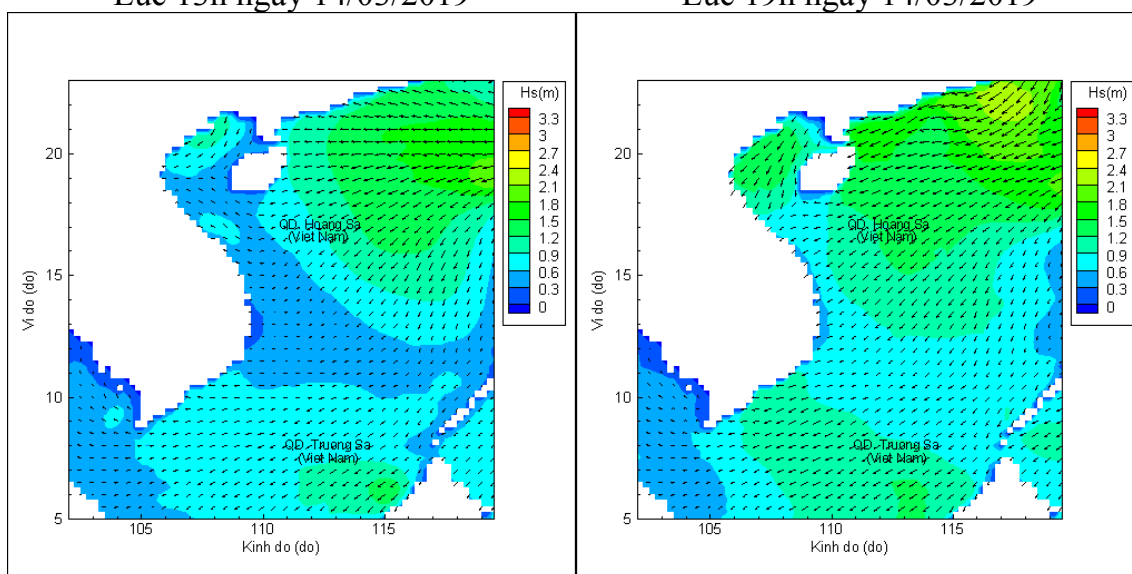 Lúc 13h ngày 14/03/2019
Lúc 19h ngày 14/03/2019
Hs(m)
3.3
3
2.7
2.4
2.1
1.8
1.5
1.2
0.9
0.6
0.3
0
20
15
10
5
105
110
115
Vi do (do)
Kinh do (do)
QD. Hoang Sa
(Viet Nam)
QD. Truong Sa
(Viet Nam)
Hs(m)
3.3
3
2.7
2.4
2.1
1.8
1.5
1.2
0.9
0.6
0.3
0
20
15
10
5
105
110
115
Vi do (do)
Kinh do (do)
QD. Hoang Sa
(Viet Nam)
QD. Truong Sa
(Viet Nam)